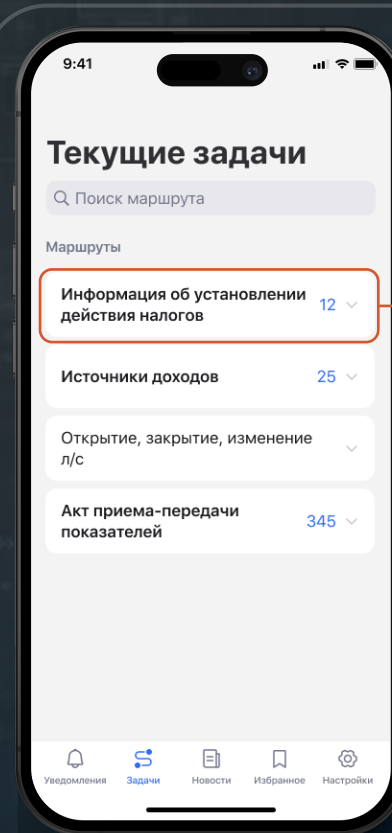 9:41
Текущие задачи
Поиск маршрута
Маршруты
Информация об установлении 12
действия налогов
Источники доходов 25
Открытие, закрытие, изменение
л/с
Акт приема-передачи 345
показателей
Уведомления Задачи Новости Избранное Настройки